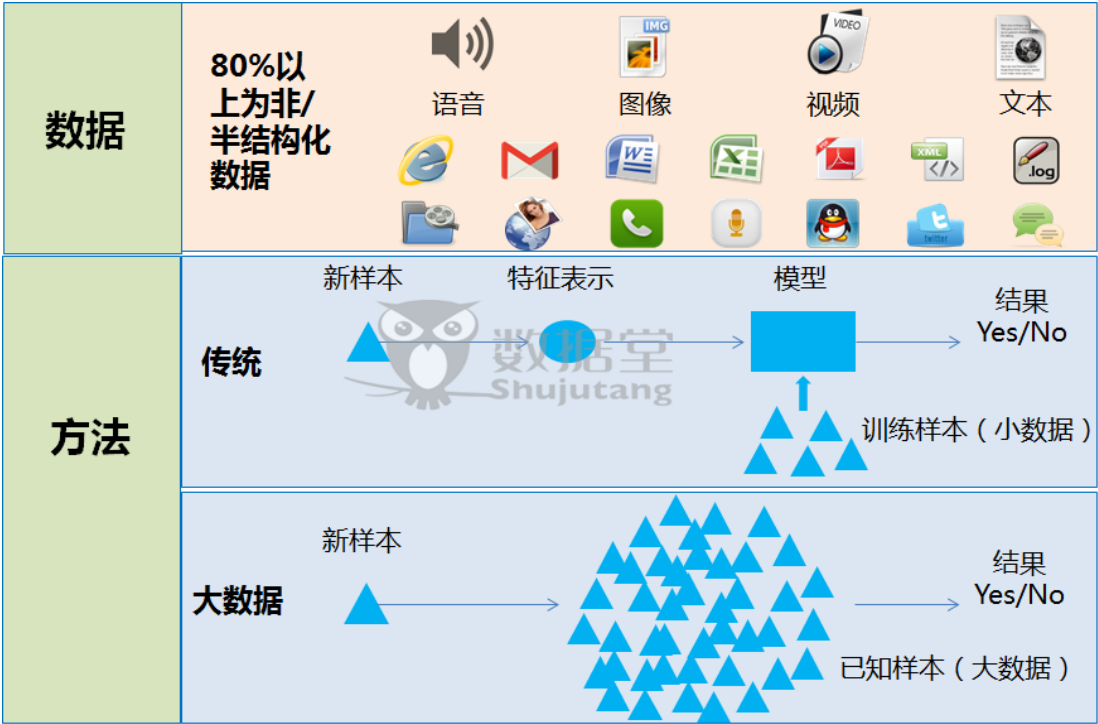 数据
80%以
上为非/
半结构化
数据
语音
IMG
图像
VIDEO
视频
文本
W
X
XML
</>
.log
twitter
方法
传统
新样本
特征表示
模型
结果
Yes/No
数据堂
Shujutang
训练样本（小数据）
大数据
新样本
结果
Yes/No
已知样本（大数据）